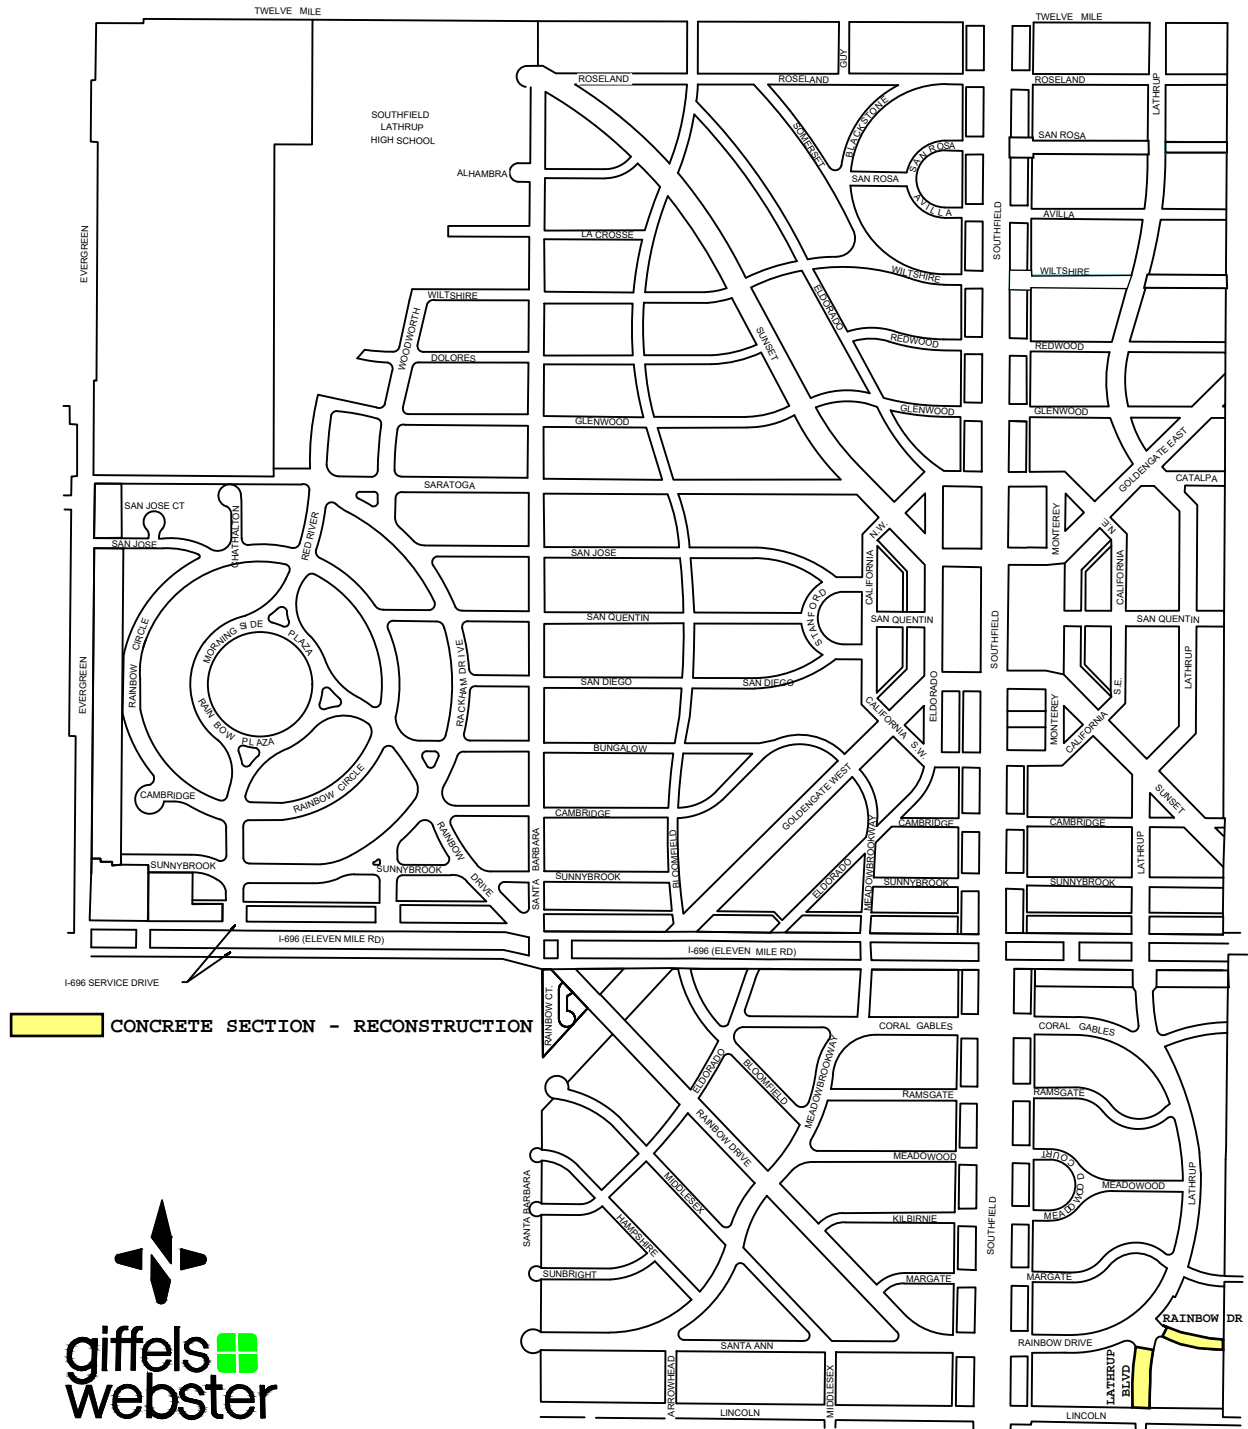 TWELVE MILE
TWELVE MILE
GUY
ROSELAND
ROSELAND
ROSELAND
LATHRUP
SOUTHFIELD
LATHRUP
HIGH SCHOOL
SOMERSET
BLACKSTONE
SAN ROSA
SAN ROSA
ALHAMBRA
SAN ROSA
AVILLA
AVILLA
SOUTHFIELD
EVERGREEN
LA CROSSE
WILTSHIRE
WILTSHIRE
WILTSHIRE
ELDORADO
WOODWORTH
SUNSET
REDWOOD
REDWOOD
DOLORES
GLENWOOD
GLENWOOD
GLENWOOD
GOLDENGATE EAST
SARATOGA
CATALPA
SAN JOSE CT
CHATHALTON
RED RIVER
N.W.
N.E.
MONTEREY
SAN JOSE
SAN JOSE
CALIFORNIA
CALIFORNIA
STANFORD
RAINBOW CIRCLE
MORNING SIDE
PLAZA
SAN QUENTIN
SAN QUENTIN
SAN QUENTIN
SOUTHFIELD
EVERGREEN
RACKHAM DRIVE
LATHRUP
SAN DIEGO
SAN DIEGO
S.E.
ELDORADO
RAIN BOW
PLAZA
CALIFORNIA S.W.
MONTEREY
CALIFORNIA
BUNGALOW
RAINBOW CIRCLE
CAMBRIDGE
GOLDENGATE WEST
SUNSET
CAMBRIDGE
CAMBRIDGE
CAMBRIDGE
RAINBOW
DRIVE
SANTA BARBARA
BLOOMFIELD
MEADOWBROOKWAY
LATHRUP
SUNNYBROOK
SUNNYBROOK
SUNNYBROOK
ELDORADO
SUNNYBROOK
SUNNYBROOK
I-696 (ELEVEN MILE RD)
I-696 (ELEVEN MILE RD)
I-696 SERVICE DRIVE
RAINBOW CT.
CONCRETE SECTION - RECONSTRUCTION
CORAL GABLES
CORAL GABLES
ELDORADO
BLOOMFIELD
MEADOWBROOKWAY
RAMSGATE
RAMSGATE
RAINBOW DRIVE
MEADOWOOD
MEADOWOOD
COURT
MEADOWOOD
LATHRUP
SANTA BARBARA
MIDDLESEX
HAMPSHIRE
KILBIRNIE
SOUTHFIELD
SUNBRIGHT
MARGATE
MARGATE
RAINBOW DR
SANTA ANN
RAINBOW DRIVE
LATHRUP
BLVD
ARROWHEAD
MIDDLESEX
LINCOLN
LINCOLN
giffels
webster